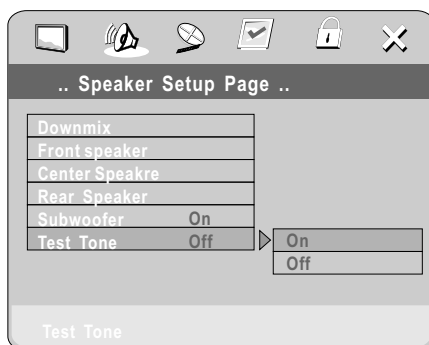 .. Speaker Setup Page ..
Downmix
Front speaker
Center Speakre
Rear Speaker
Subwoofer On
Test Tone Off
On
Off
Test Tone